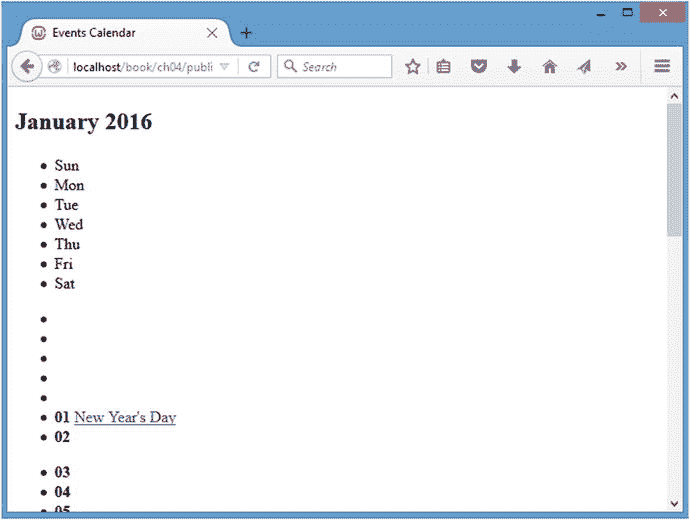 Events Calendar
localhost/book/ch04/publi
Search
January 2016
Sun
Mon
Tue
Wed
Thu
Fri
Sat
01 New Year's Day
02
03
04
05